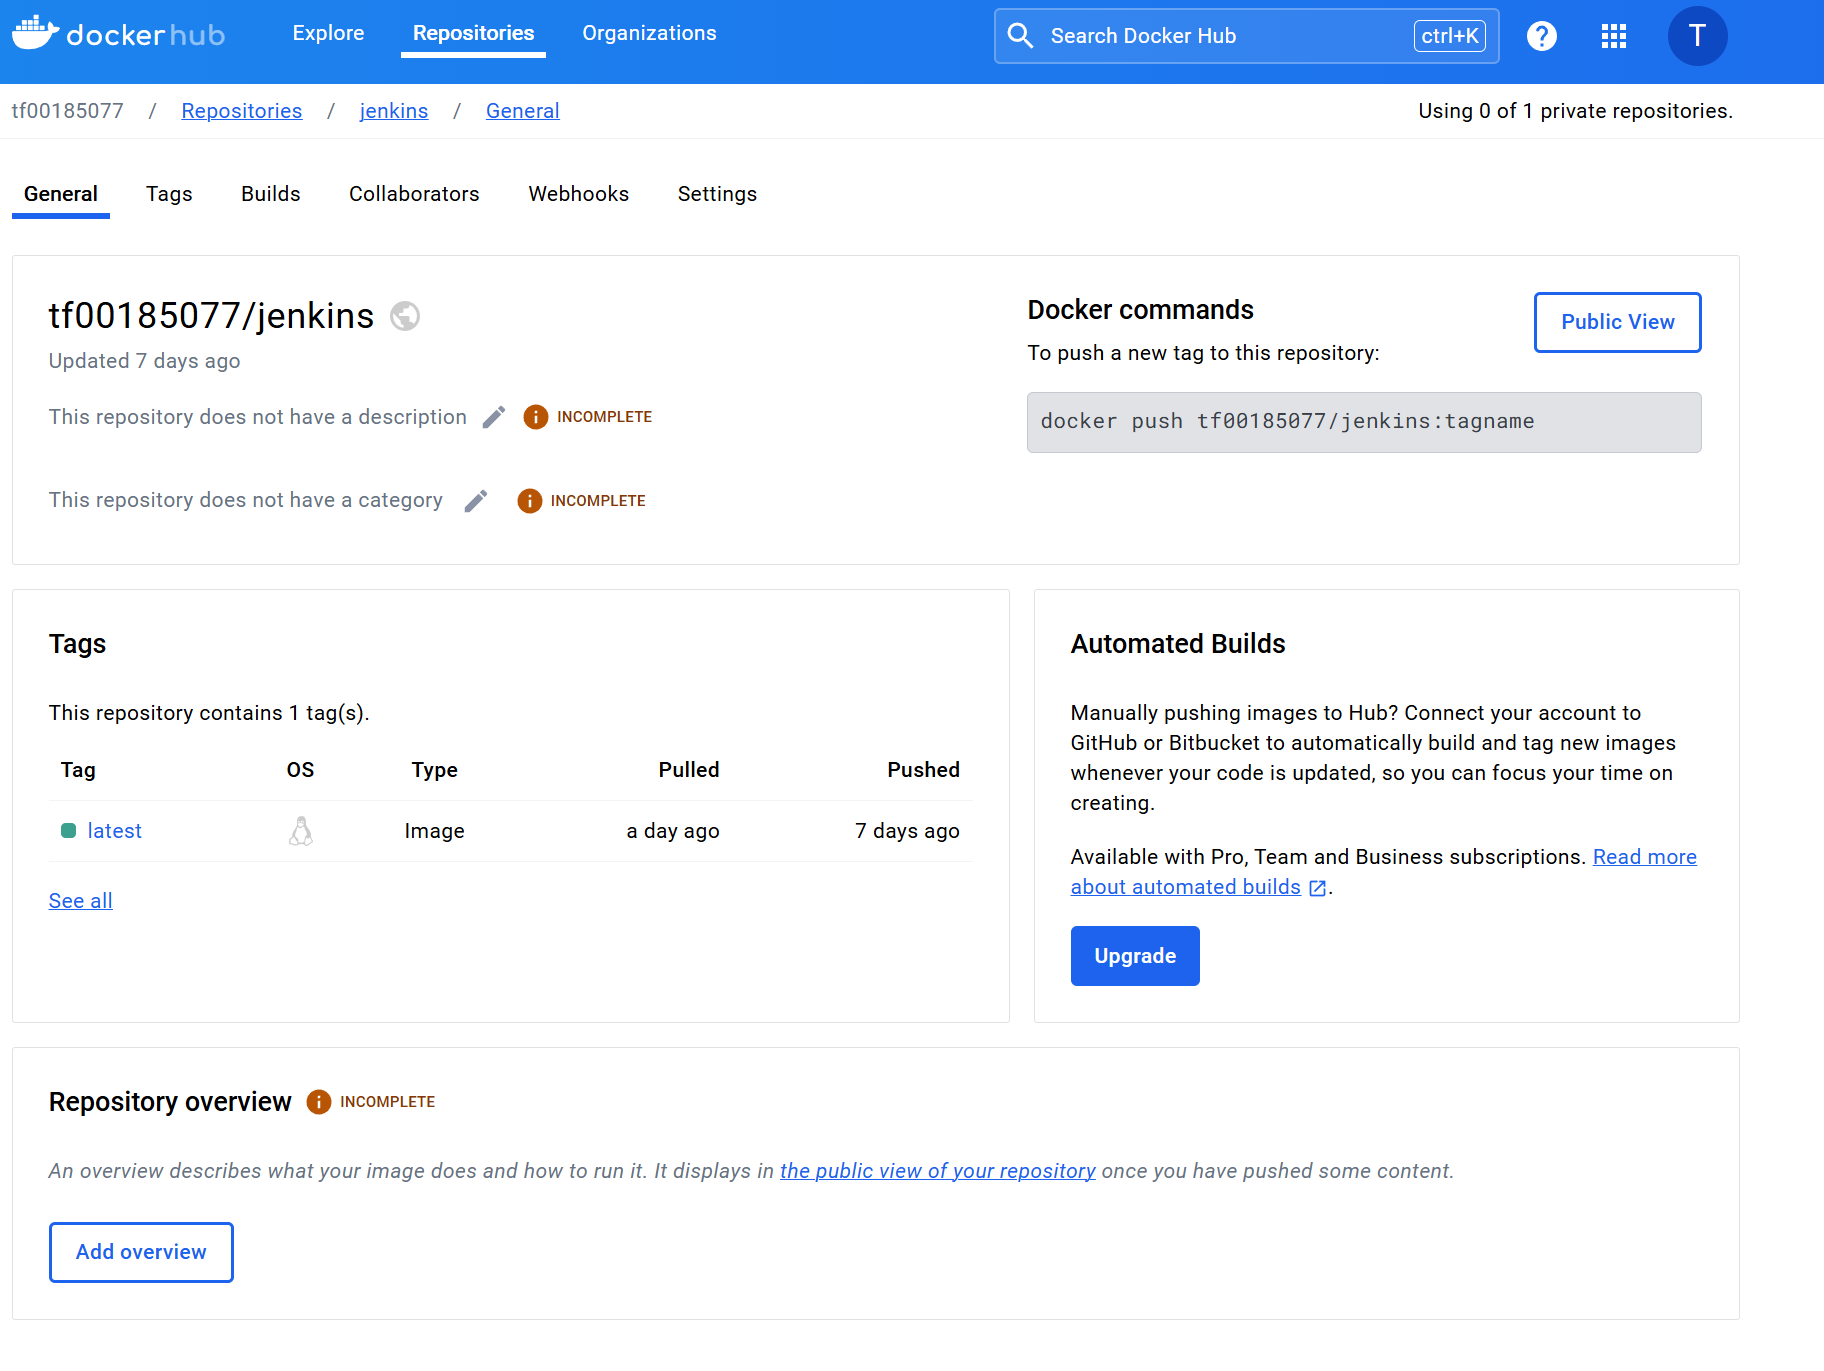 docker hub
Explore
Repositories
Organizations
Search Docker Hub
ctrl+K
?
T
tf00185077 / Repositories / jenkins / General
Using 0 of 1 private repositories.
General
Tags
Builds
Collaborators
Webhooks
Settings
tf00185077/jenkins
Updated 7 days ago
This repository does not have a description
INCOMPLETE
This repository does not have a category
INCOMPLETE
Docker commands
Public View
To push a new tag to this repository:
docker push tf00185077/jenkins:tagname
Tags
This repository contains 1 tag(s).
Tag OS Type Pulled Pushed
latest Image a day ago 7 days ago
See all
Automated Builds
Manually pushing images to Hub? Connect your account to
GitHub or Bitbucket to automatically build and tag new images
whenever your code is updated, so you can focus your time on
creating.
Available with Pro, Team and Business subscriptions. Read more
about automated builds .
Upgrade
Repository overview
INCOMPLETE
An overview describes what your image does and how to run it. It displays in the public view of your repository once you have pushed some content.
Add overview